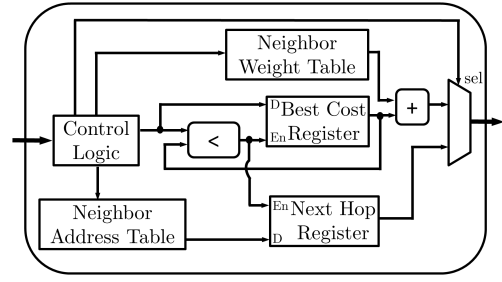 Neighbor
Weight Table
sel
D Best Cost
En Register
+
Control
Logic
<
Neighbor
Address Table
En Next Hop
Register
D